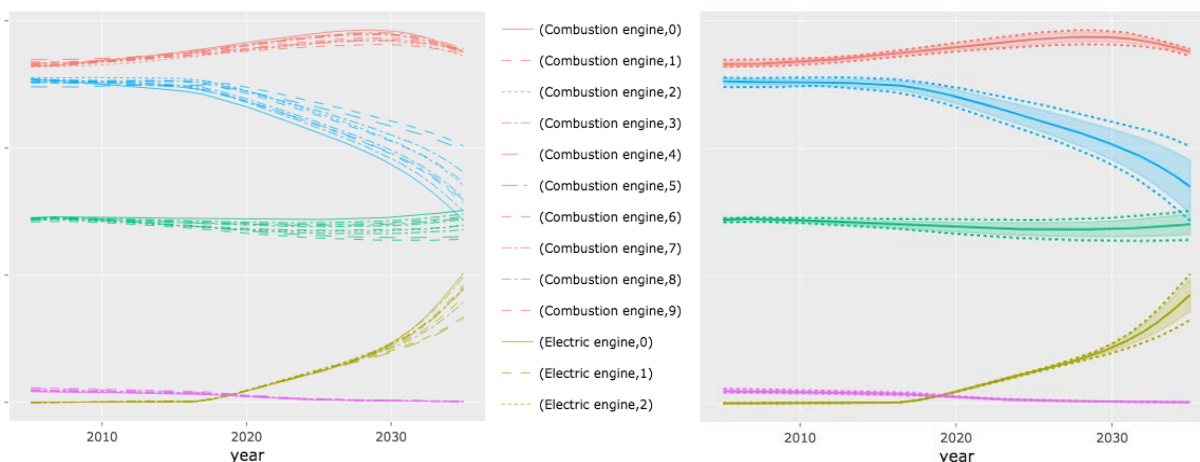 (Combustion engine,0)
(Combustion engine,1)
(Combustion engine,2)
(Combustion engine,3)
(Combustion engine,4)
(Combustion engine,5)
(Combustion engine,6)
(Combustion engine,7)
(Combustion engine,8)
(Combustion engine,9)
(Electric engine,0)
(Electric engine,1)
(Electric engine,2)
2010 2020 2030
year
2010 2020 2030
year